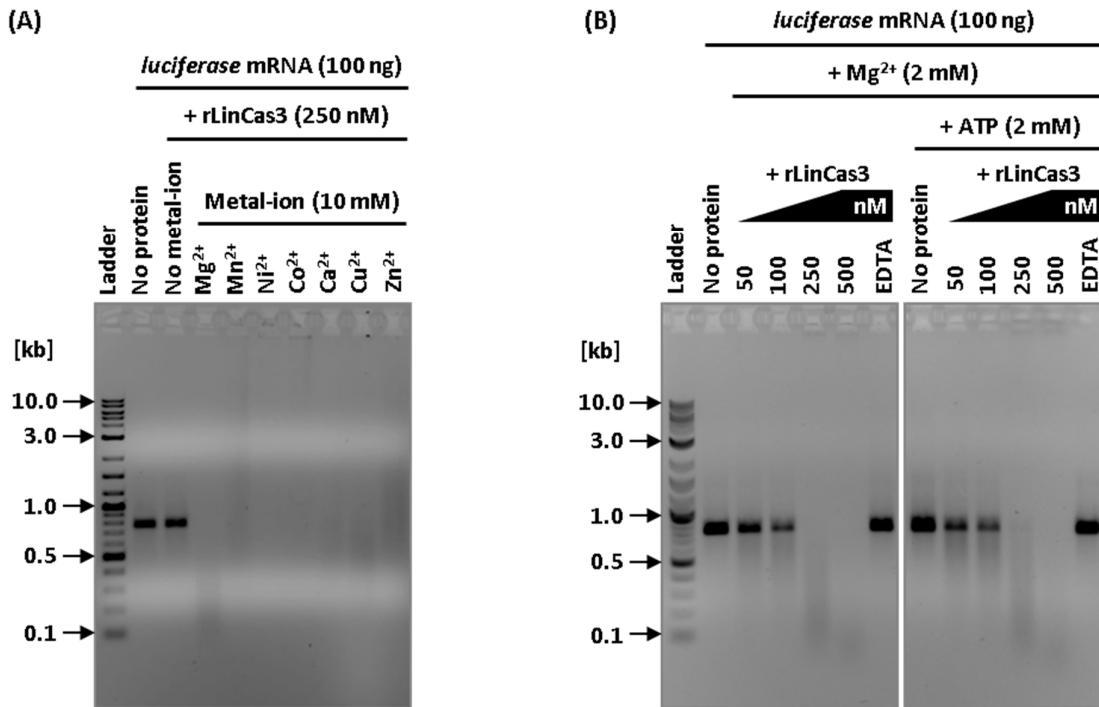 (A)
luciferase mRNA (100 ng)
+ rLinCas3 (250 nM)
Metal-ion (10 mM)
Ladder
No protein
No metal-ion
Mg²⁺
Mn²⁺
Ni²⁺
Co²⁺
Ca²⁺
Cu²⁺
Zn²⁺
[kb]
10.0
3.0
1.0
0.5
0.1
(B)
luciferase mRNA (100 ng)
+ Mg²⁺ (2 mM)
+ ATP (2 mM)
+ rLinCas3
nM
+ rLinCas3
nM
Ladder
No protein
50
100
250
500
EDTA
No protein
50
100
250
500
EDTA
[kb]
10.0
3.0
1.0
0.5
0.1